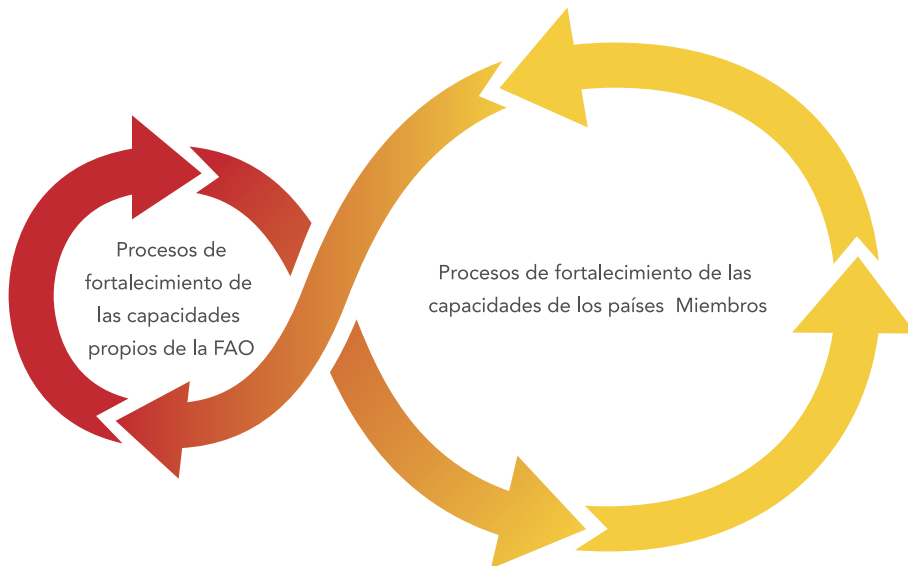 Procesos de
fortalecimiento de
las capacidades
propios de la FAO
Procesos de fortalecimiento de las
capacidades de los países  Miembros